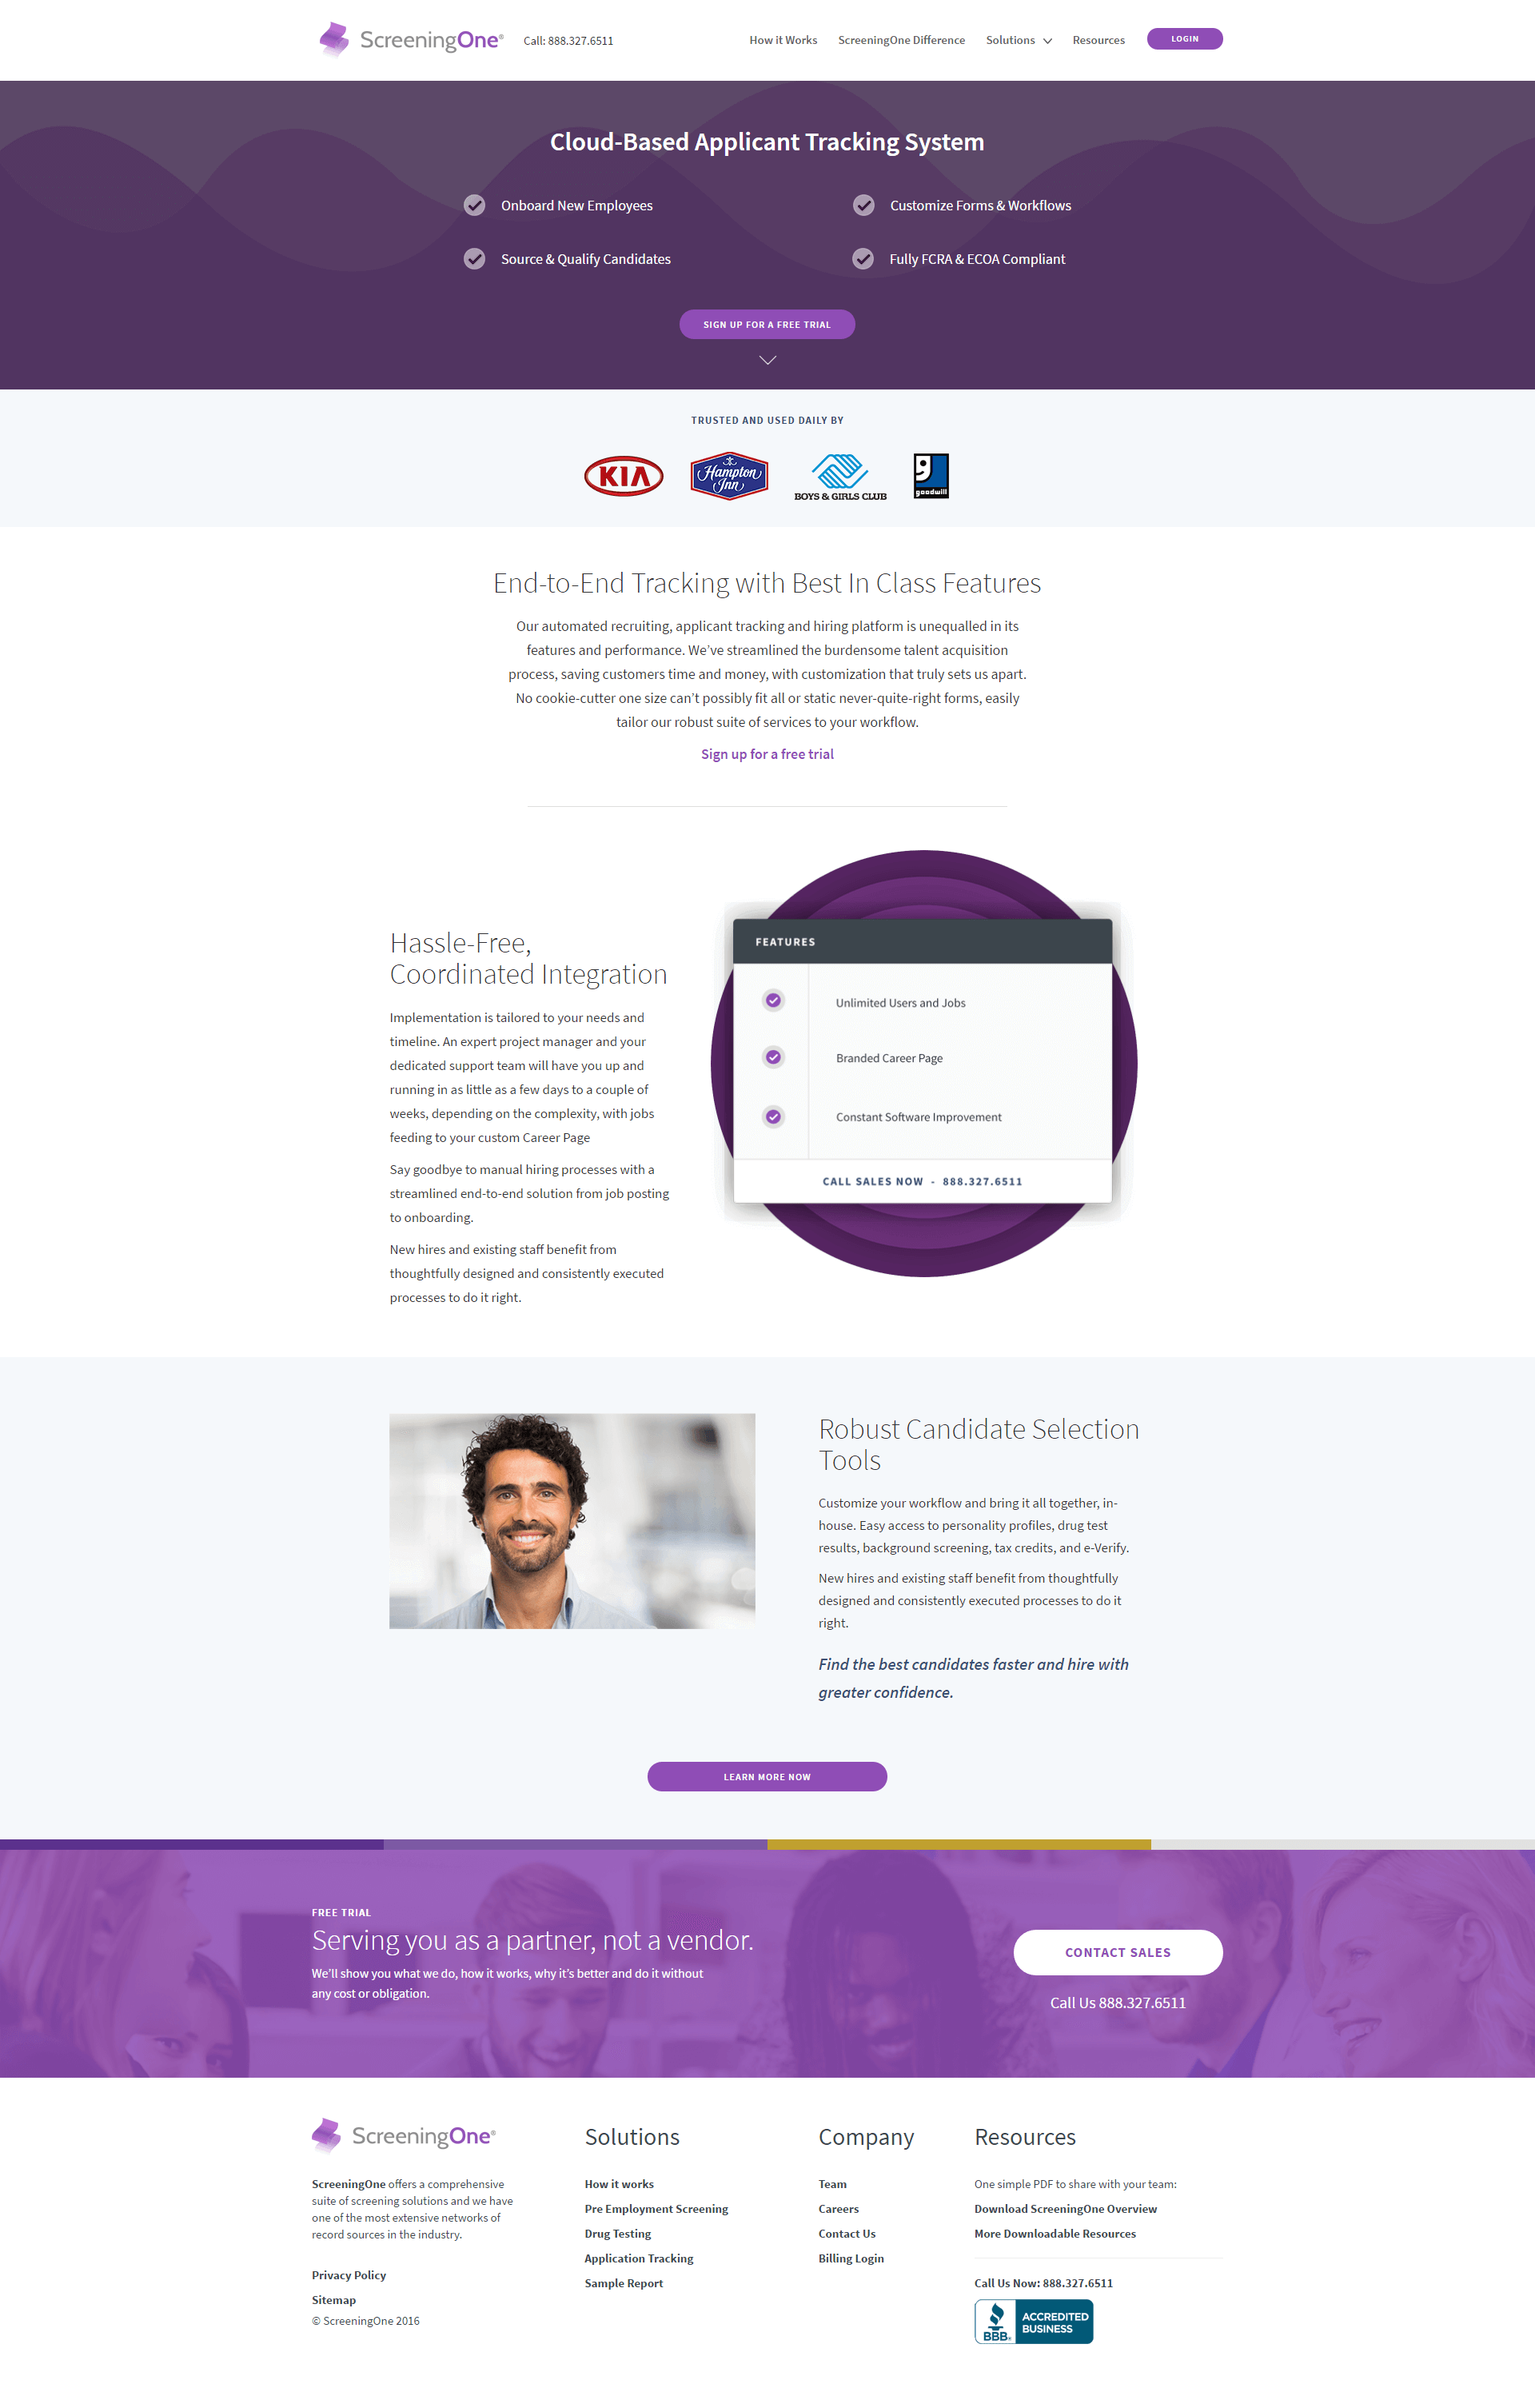 ScreeningOne®
Call: 888.327.6511
How it Works
ScreeningOne Difference
Solutions
Resources
LOGIN
Cloud-Based Applicant Tracking System
Onboard New Employees
Customize Forms & Workflows
Source & Qualify Candidates
Fully FCRA & ECOA Compliant
SIGN UP FOR A FREE TRIAL
TRUSTED AND USED DAILY BY
KIA
Hampton
Inn
BOYS & GIRLS CLUB
goodwill
End-to-End Tracking with Best In Class Features
Our automated recruiting, applicant tracking and hiring platform is unequalled in its
features and performance. We’ve streamlined the burdensome talent acquisition
process, saving customers time and money, with customization that truly sets us apart.
No cookie-cutter one size can’t possibly fit all or static never-quite-right forms, easily
tailor our robust suite of services to your workflow.
Sign up for a free trial
Hassle-Free,
Coordinated Integration
Implementation is tailored to your needs and
timeline. An expert project manager and your
dedicated support team will have you up and
running in as little as a few days to a couple of
weeks, depending on the complexity, with jobs
feeding to your custom Career Page
Say goodbye to manual hiring processes with a
streamlined end-to-end solution from job posting
to onboarding.
New hires and existing staff benefit from
thoughtfully designed and consistently executed
processes to do it right.
FEATURES
Unlimited Users and Jobs
Branded Career Page
Constant Software Improvement
CALL SALES NOW - 888.327.6511
Robust Candidate Selection
Tools
Customize your workflow and bring it all together, in-
house. Easy access to personality profiles, drug test
results, background screening, tax credits, and e-Verify.
New hires and existing staff benefit from thoughtfully
designed and consistently executed processes to do it
right.
Find the best candidates faster and hire with
greater confidence.
LEARN MORE NOW
FREE TRIAL
Serving you as a partner, not a vendor.
We’ll show you what we do, how it works, why it’s better and do it without
any cost or obligation.
CONTACT SALES
Call Us 888.327.6511
ScreeningOne®
ScreeningOne offers a comprehensive
suite of screening solutions and we have
one of the most extensive networks of
record sources in the industry.
Privacy Policy
Sitemap
© ScreeningOne 2016
Solutions
How it works
Pre Employment Screening
Drug Testing
Application Tracking
Sample Report
Company
Team
Careers
Contact Us
Billing Login
Resources
One simple PDF to share with your team:
Download ScreeningOne Overview
More Downloadable Resources
Call Us Now: 888.327.6511
BBB.
ACCREDITED
BUSINESS